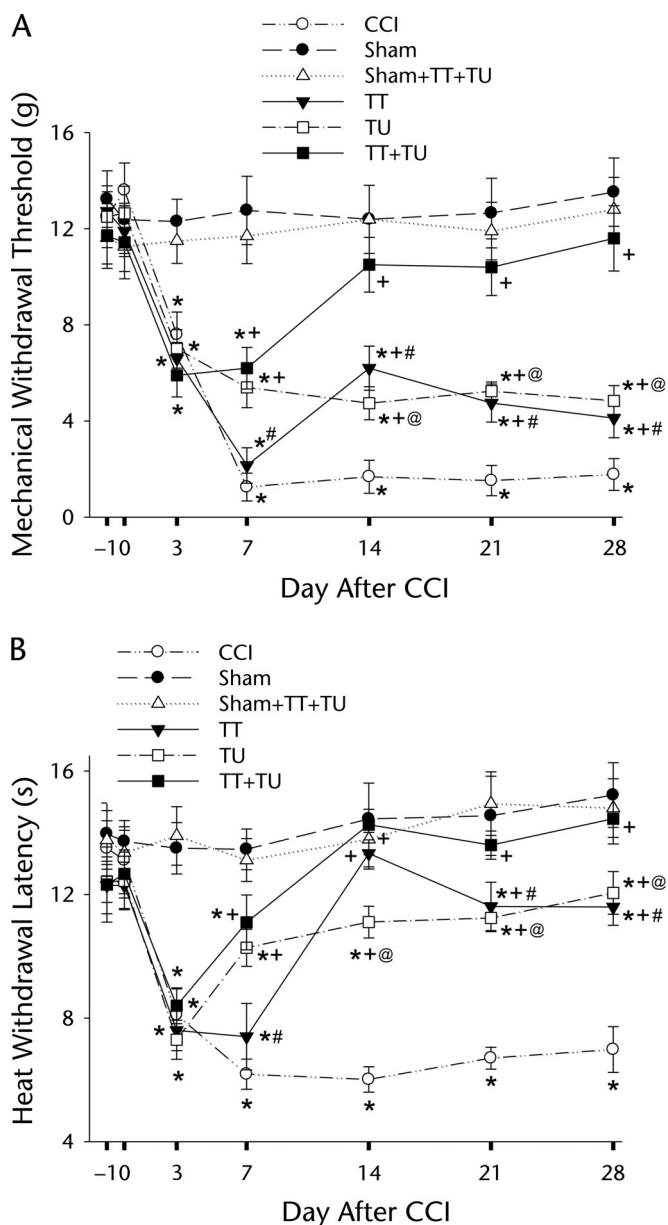 A
CCI
Sham
Sham+TT+TU
TT
TU
TT+TU
Mechanical Withdrawal Threshold (g)
16
12
8
4
0
*
* *
*
*+
*+
*#
*
+
*+#
*+@
*
+
*+@
*+#
*
+
*+@
*+#
*
–10 3 7 14 21 28
Day After CCI
B
CCI
Sham
Sham+TT+TU
TT
TU
TT+TU
Heat Withdrawal Latency (s)
16
12
8
4
*
* *
*
*+
*+
*#
*
+
+
*+@
*
+
*+#
*+@
*
+
*+@
*+#
*
–10 3 7 14 21 28
Day After CCI